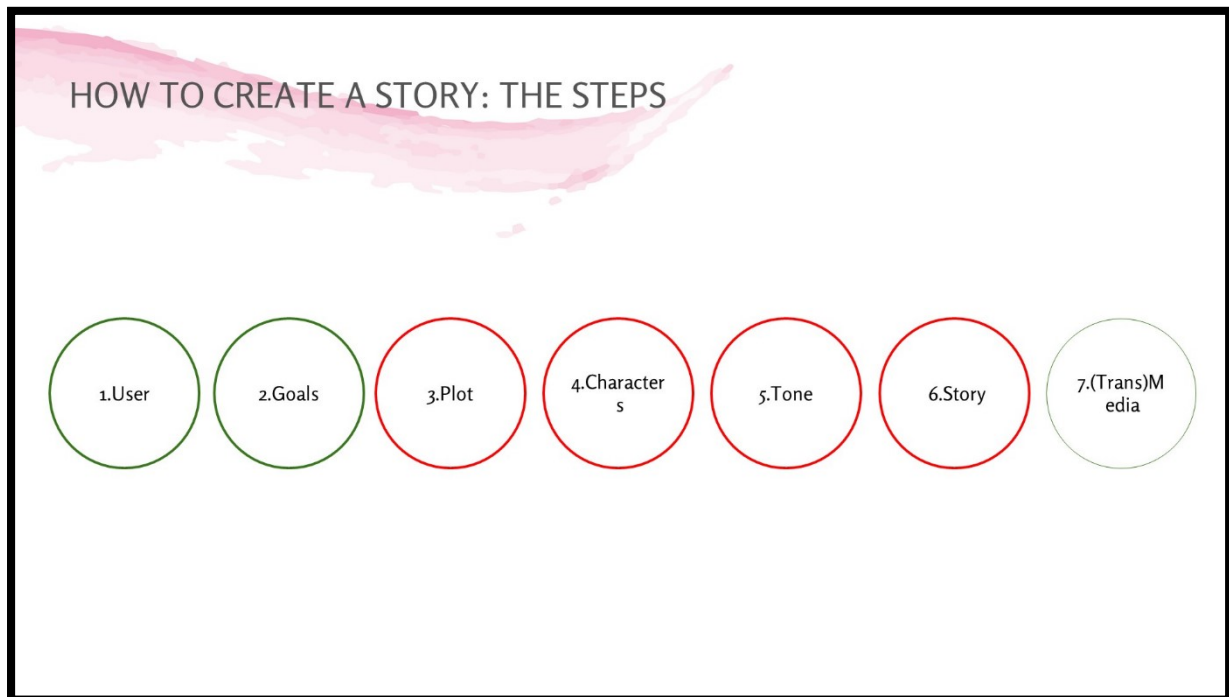 HOW TO CREATE A STORY: THE STEPS
1.User
2.Goals
3.Plot
4.Character
s
5.Tone
6.Story
7.(Trans)M
edia